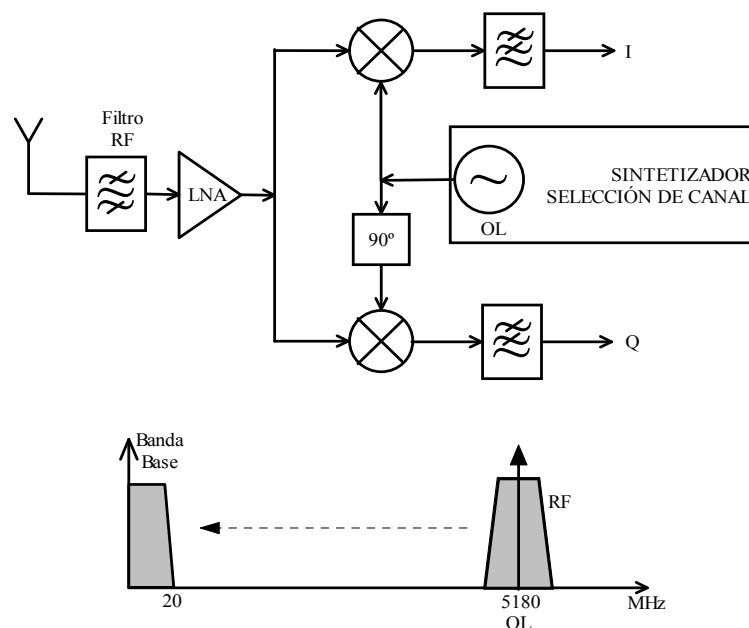 I
Filtro
RF
LNA
SINTETIZADOR
SELECCIÓN DE CANAL
OL
90º
Q
Banda
Base
RF
20
5180
OL
MHz